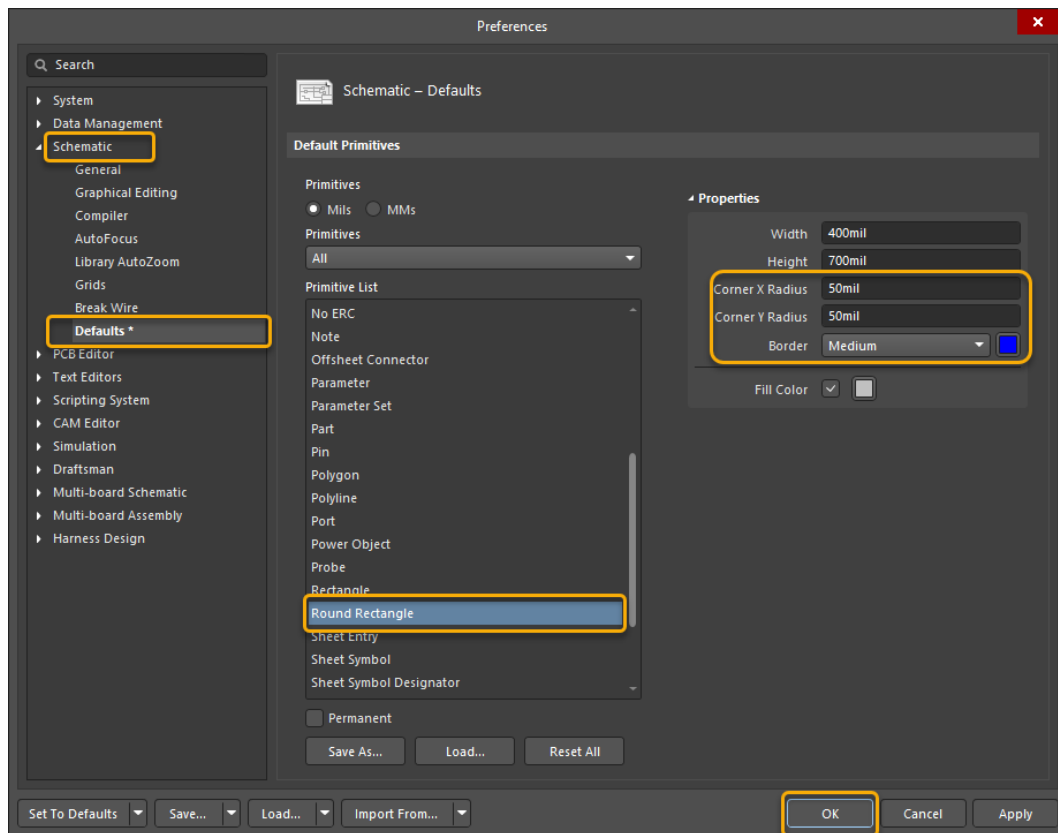 Preferences
Search
System
Data Management
Schematic
General
Graphical Editing
Compiler
AutoFocus
Library AutoZoom
Grids
Break Wire
Defaults *
PCB Editor
Text Editors
Scripting System
CAM Editor
Simulation
Draftsman
Multi-board Schematic
Multi-board Assembly
Harness Design
Schematic – Defaults
Default Primitives
Primitives
Mils MMs
Primitives
All
Primitive List
No ERC
Note
Offsheet Connector
Parameter
Parameter Set
Part
Pin
Polygon
Polyline
Port
Power Object
Probe
Rectangle
Round Rectangle
Sheet Entry
Sheet Symbol
Sheet Symbol Designator
Permanent
Save As... Load... Reset All
Properties
Width 400mil
Height 700mil
Corner X Radius 50mil
Corner Y Radius 50mil
Border Medium
Fill Color
Set To Defaults Save... Load... Import From... OK Cancel Apply